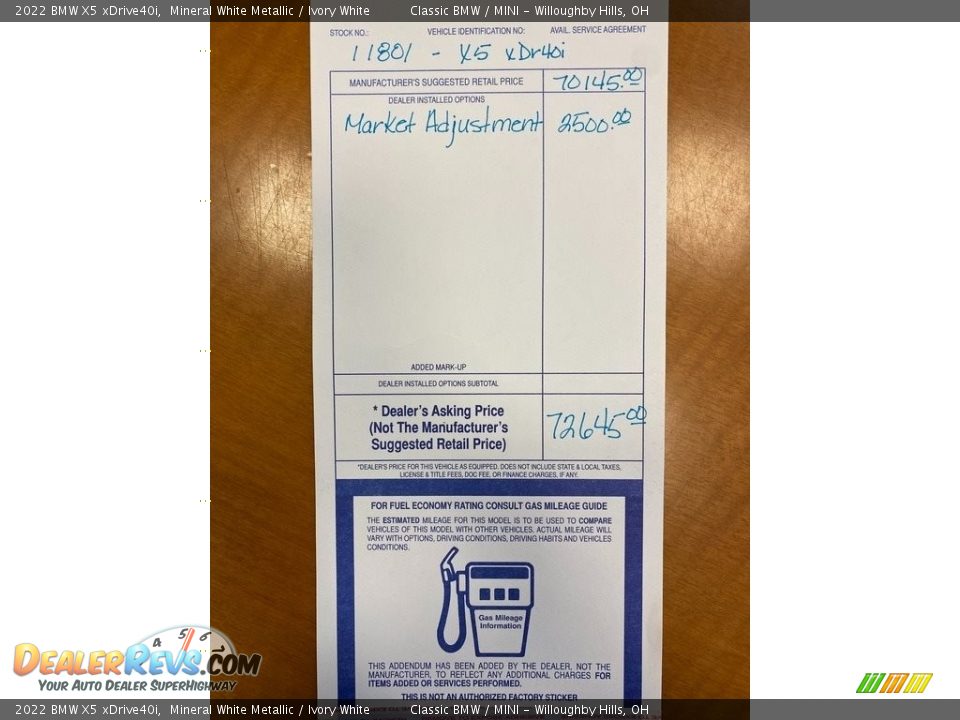 2022 BMW X5 xDrive40i, Mineral White Metallic / Ivory White Classic BMW / MINI - Willoughby Hills, OH
STOCK NO.: VEHICLE IDENTIFICATION NO: AVAIL. SERVICE AGREEMENT
11801 - X5 xDr40i
MANUFACTURER'S SUGGESTED RETAIL PRICE 70145.00
DEALER INSTALLED OPTIONS
Market Adjustment 2500.00
ADDED MARK-UP
DEALER INSTALLED OPTIONS SUBTOTAL
* Dealer's Asking Price
(Not The Manufacturer's
Suggested Retail Price)
72645.00
*DEALER'S PRICE FOR THIS VEHICLE AS EQUIPPED. DOES NOT INCLUDE STATE & LOCAL TAXES,
LICENSE & TITLE FEES, DOC FEE, OR FINANCE CHARGES, IF ANY.
FOR FUEL ECONOMY RATING CONSULT GAS MILEAGE GUIDE
THE ESTIMATED MILEAGE FOR THIS MODEL IS TO BE USED TO COMPARE
VEHICLES OF THIS MODEL WITH OTHER VEHICLES. ACTUAL MILEAGE WILL
VARY WITH OPTIONS, DRIVING CONDITIONS, DRIVING HABITS AND VEHICLES
CONDITIONS.
Gas Mileage
Information
THIS ADDENDUM HAS BEEN ADDED BY THE DEALER, NOT THE
MANUFACTURER, TO REFLECT ANY ADDITIONAL CHARGES FOR
ITEMS ADDED OR SERVICES PERFORMED.
THIS IS NOT AN AUTHORIZED FACTORY STICKER
4 5 6
DEALERREVS.COM
YOUR AUTO DEALER SUPERHIGHWAY
2022 BMW X5 xDrive40i, Mineral White Metallic / Ivory White Classic BMW / MINI - Willoughby Hills, OH